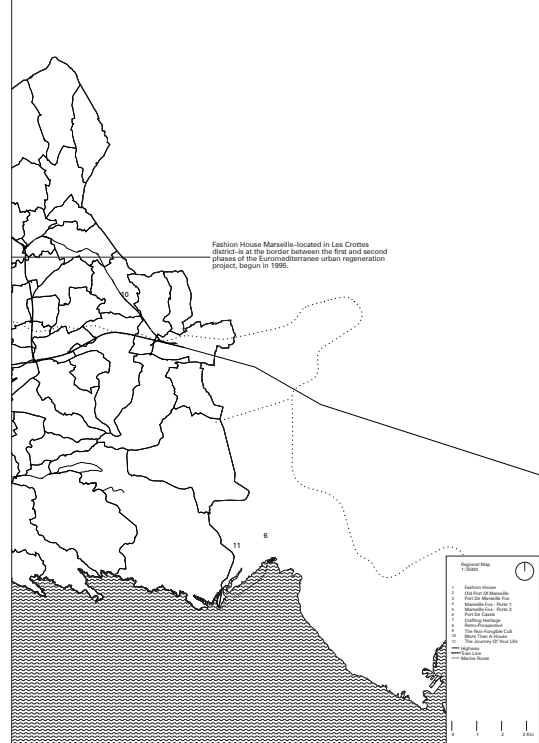 Fashion House Marseille–located in Les Crottes
district–is at the border between the first and second
phases of the Euromediterranee urban regeneration
project, begun in 1995.
10
11
6
Regional Map
1:75000
1 Fashion House
2 Old Port Of Marseille
3 Port De Marseille Fos
4 Marseille Fos - Porte 1
5 Marseille Fos - Porte 3
6 Port De Cassis
7 Crafting Heritage
8 Retro-Prospective
9 The Non-Fungible Cult
10 More Than A House
11 The Journey Of Your Life
Highway
Train Line
Marine Route
0 1 2 3 Km